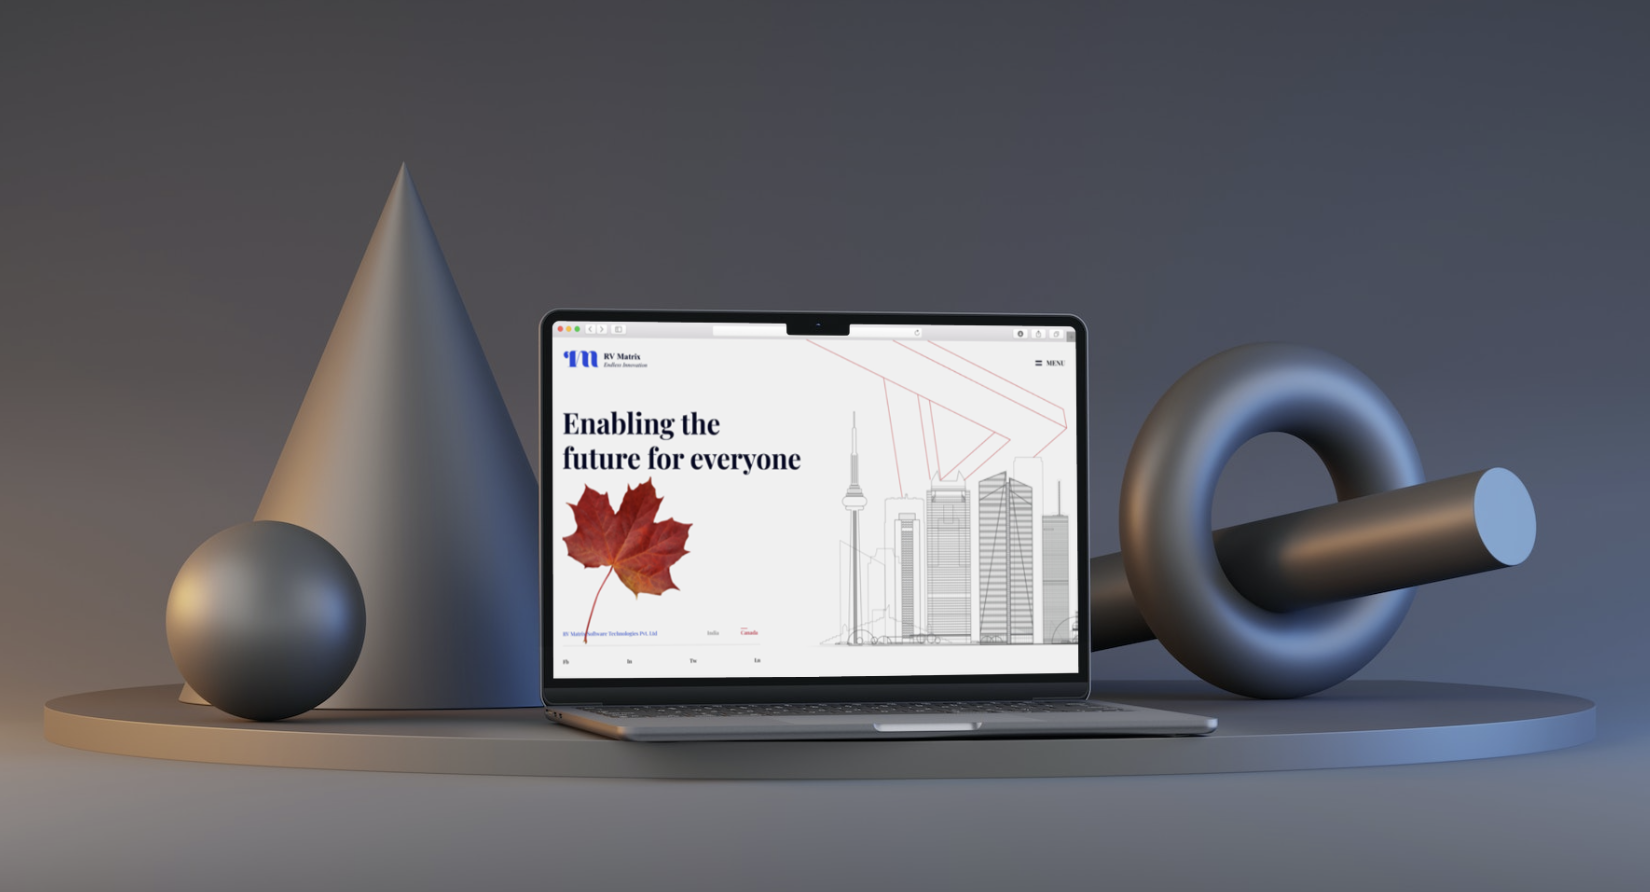 RV Matrix
Endless Innovation
MENU
Enabling the
future for everyone
RV Matrix Software Technologies Pvt. Ltd
India
Canada
Fb
In
Tw
Ln